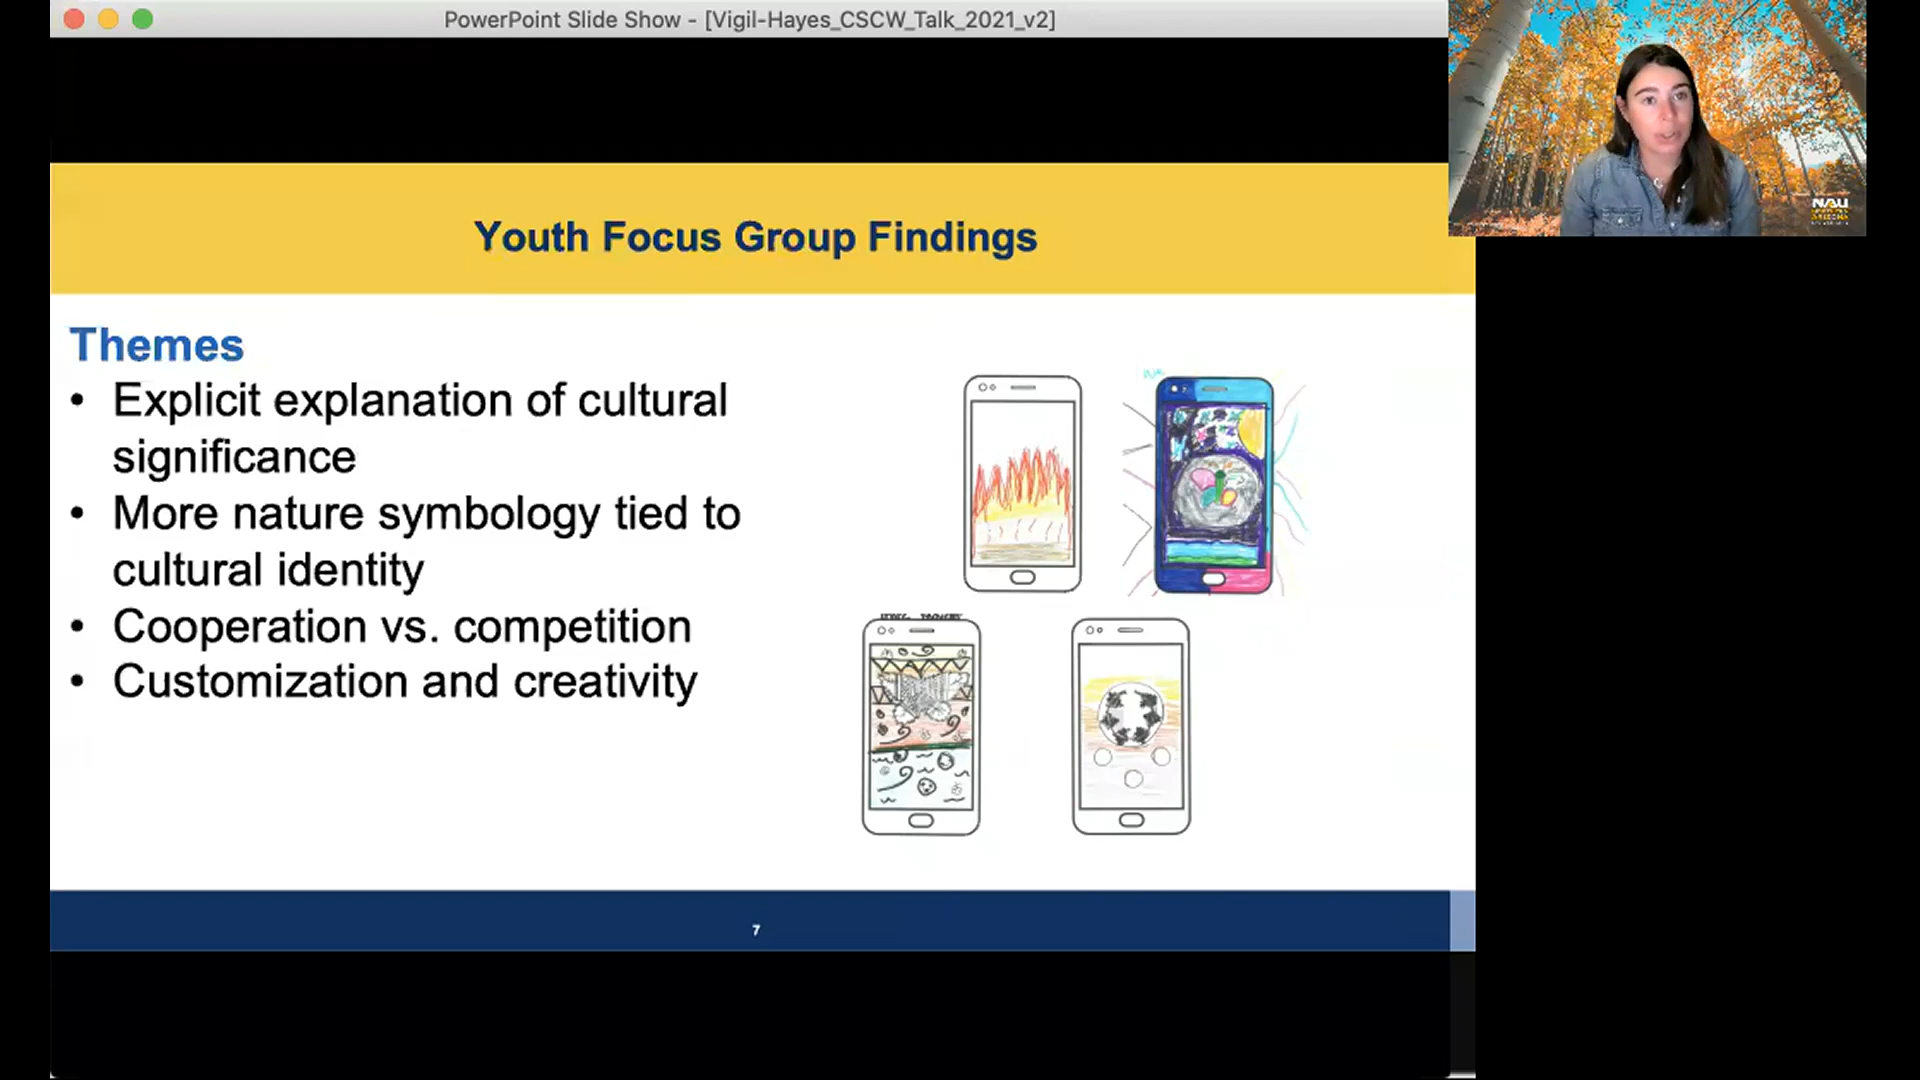 PowerPoint Slide Show - [Vigil-Hayes_CSCW_Talk_2021_v2]
NAU
Youth Focus Group Findings
Themes
• Explicit explanation of cultural
significance
• More nature symbology tied to
cultural identity
• Cooperation vs. competition
• Customization and creativity
7